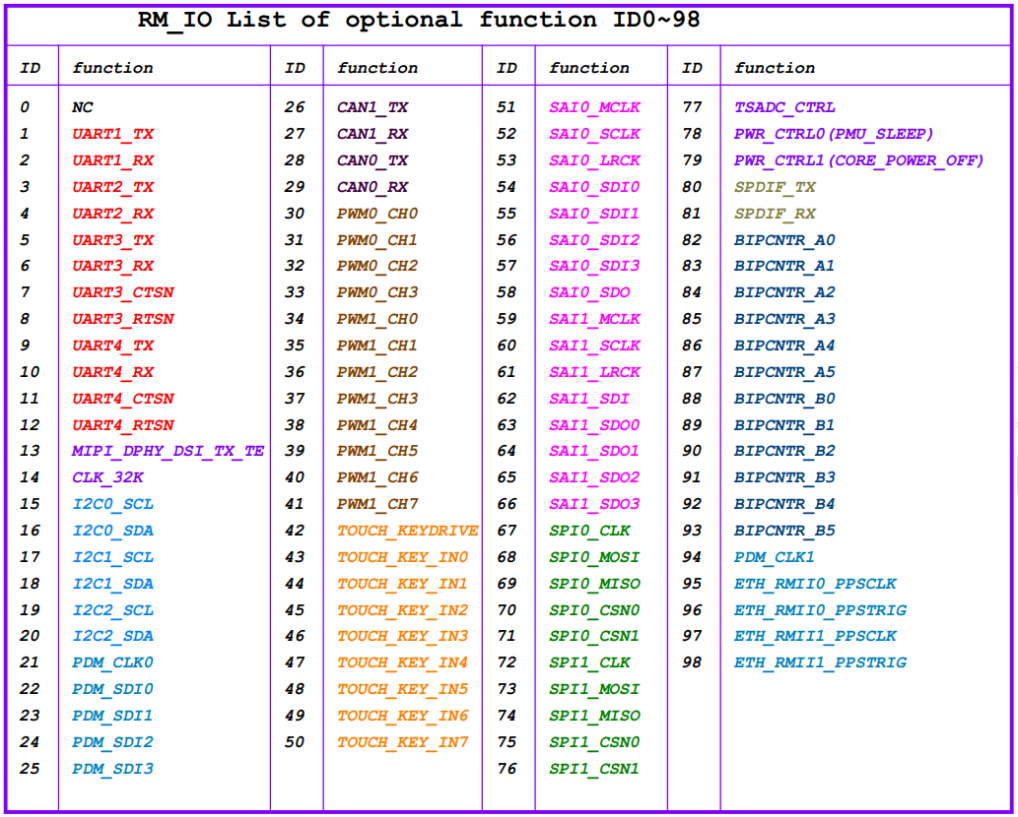 RM_IO List of optional function ID0~98
ID function ID function ID function ID function
0 NC 26 CAN1_TX 51 SAI0_MCLK 77 TSADC_CTRL
1 UART1_TX 27 CAN1_RX 52 SAI0_SCLK 78 PWR_CTRL0(PMU_SLEEP)
2 UART1_RX 28 CAN0_TX 53 SAI0_LRCK 79 PWR_CTRL1(CORE_POWER_OFF)
3 UART2_TX 29 CAN0_RX 54 SAI0_SDI0 80 SPDIF_TX
4 UART2_RX 30 PWM0_CH0 55 SAI0_SDI1 81 SPDIF_RX
5 UART3_TX 31 PWM0_CH1 56 SAI0_SDI2 82 BIPCNTR_A0
6 UART3_RX 32 PWM0_CH2 57 SAI0_SDI3 83 BIPCNTR_A1
7 UART3_CTSN 33 PWM0_CH3 58 SAI0_SDO 84 BIPCNTR_A2
8 UART3_RTSN 34 PWM1_CH0 59 SAI1_MCLK 85 BIPCNTR_A3
9 UART4_TX 35 PWM1_CH1 60 SAI1_SCLK 86 BIPCNTR_A4
10 UART4_RX 36 PWM1_CH2 61 SAI1_LRCK 87 BIPCNTR_A5
11 UART4_CTSN 37 PWM1_CH3 62 SAI1_SDI 88 BIPCNTR_B0
12 UART4_RTSN 38 PWM1_CH4 63 SAI1_SDO0 89 BIPCNTR_B1
13 MIPI_DPHY_DSI_TX_TE 39 PWM1_CH5 64 SAI1_SDO1 90 BIPCNTR_B2
14 CLK_32K 40 PWM1_CH6 65 SAI1_SDO2 91 BIPCNTR_B3
15 I2C0_SCL 41 PWM1_CH7 66 SAI1_SDO3 92 BIPCNTR_B4
16 I2C0_SDA 42 TOUCH_KEYDRIVE 67 SPI0_CLK 93 BIPCNTR_B5
17 I2C1_SCL 43 TOUCH_KEY_IN0 68 SPI0_MOSI 94 PDM_CLK1
18 I2C1_SDA 44 TOUCH_KEY_IN1 69 SPI0_MISO 95 ETH_RMII0_PPSCLK
19 I2C2_SCL 45 TOUCH_KEY_IN2 70 SPI0_CSN0 96 ETH_RMII0_PPSTRIG
20 I2C2_SDA 46 TOUCH_KEY_IN3 71 SPI0_CSN1 97 ETH_RMII1_PPSCLK
21 PDM_CLK0 47 TOUCH_KEY_IN4 72 SPI1_CLK 98 ETH_RMII1_PPSTRIG
22 PDM_SDI0 48 TOUCH_KEY_IN5 73 SPI1_MOSI
23 PDM_SDI1 49 TOUCH_KEY_IN6 74 SPI1_MISO
24 PDM_SDI2 50 TOUCH_KEY_IN7 75 SPI1_CSN0
25 PDM_SDI3 76 SPI1_CSN1